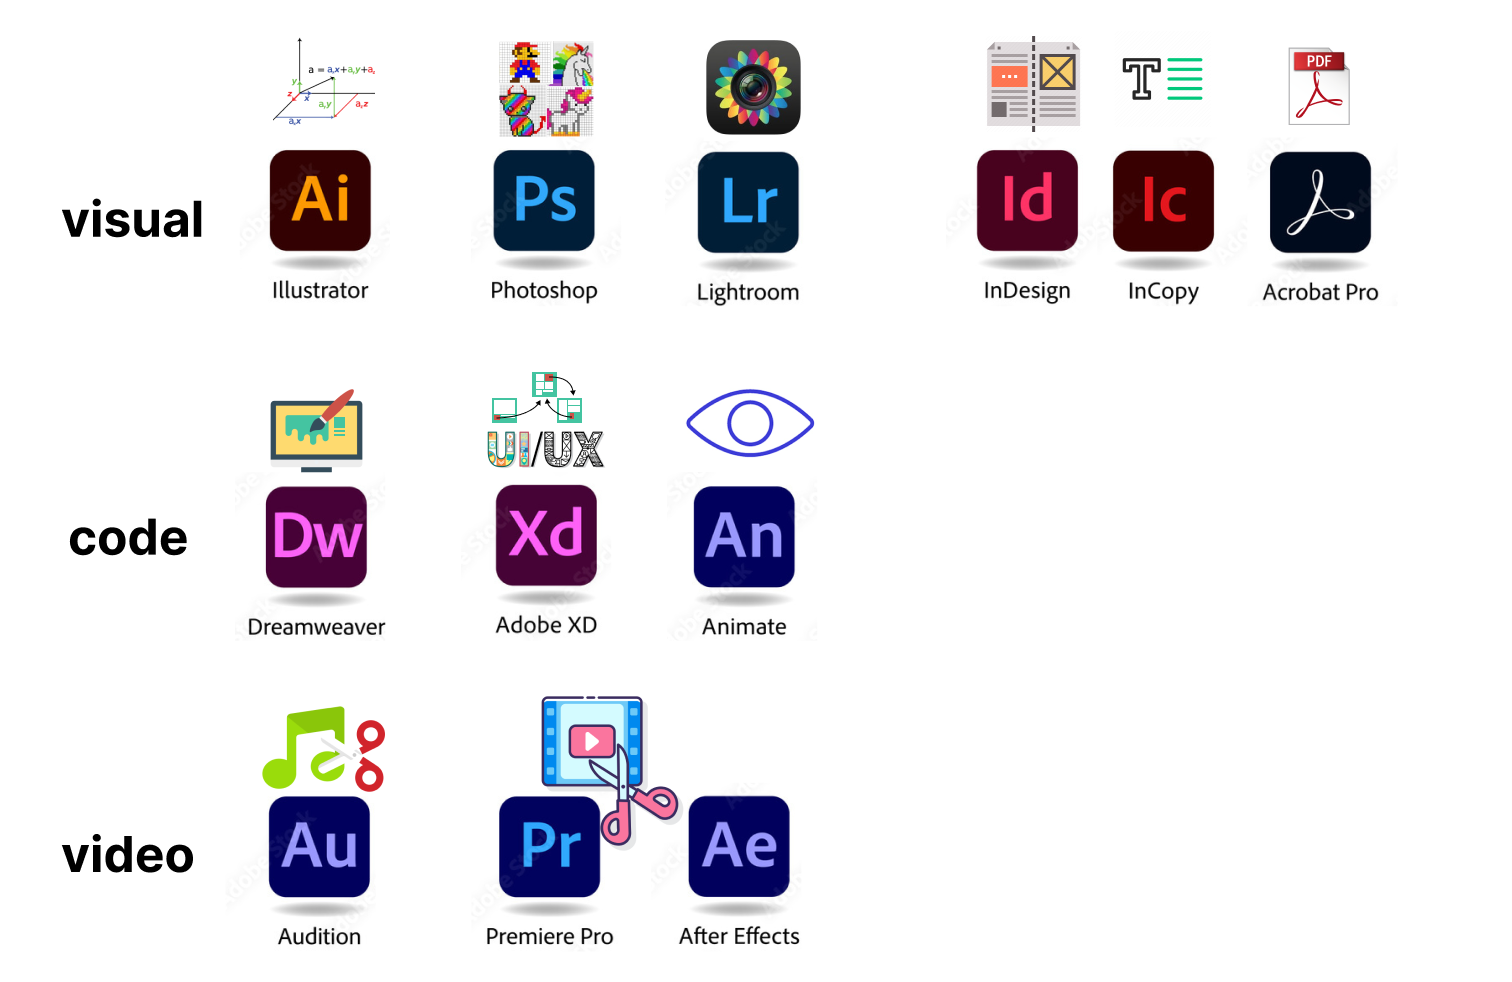 a = a,x+a,y+a,
y
z
x
a,y
a,z
a,x
T
PDF
visual
Ai
Ps
Lr
Id
Ic
Illustrator
Photoshop
Lightroom
InDesign
InCopy
Acrobat Pro
UI/UX
code
Dw
Xd
An
Dreamweaver
Adobe XD
Animate
video
Au
Pr
Ae
Audition
Premiere Pro
After Effects